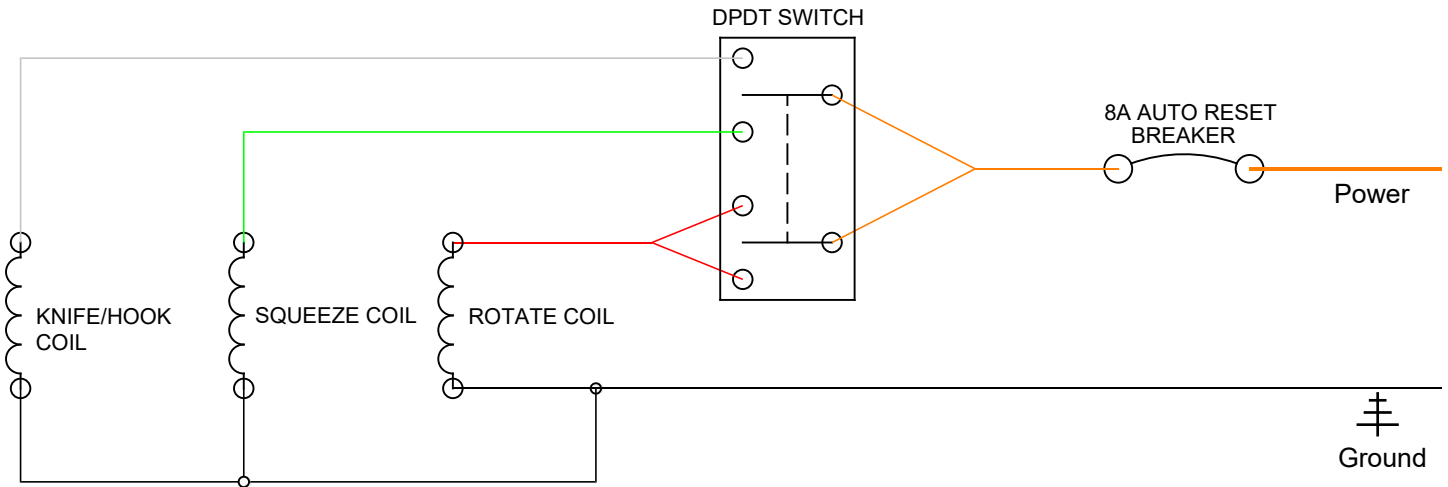 DPDT SWITCH
8A AUTO RESET
BREAKER
Power
KNIFE/HOOK
COIL
SQUEEZE COIL
ROTATE COIL
Ground